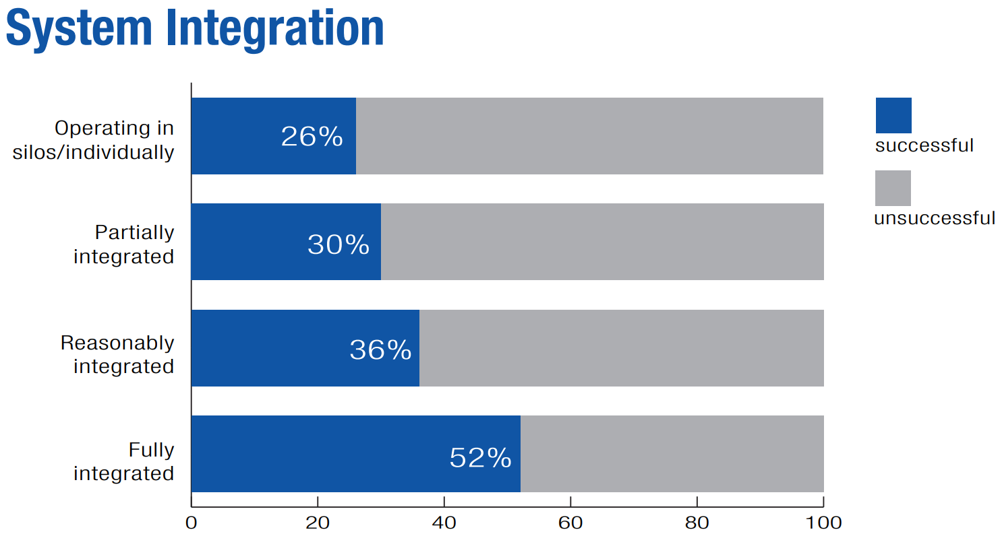 System Integration
Operating in
silos/individually
26%
Partially
integrated
30%
Reasonably
integrated
36%
Fully
integrated
52%
0 20 40 60 80 100
successful
unsuccessful